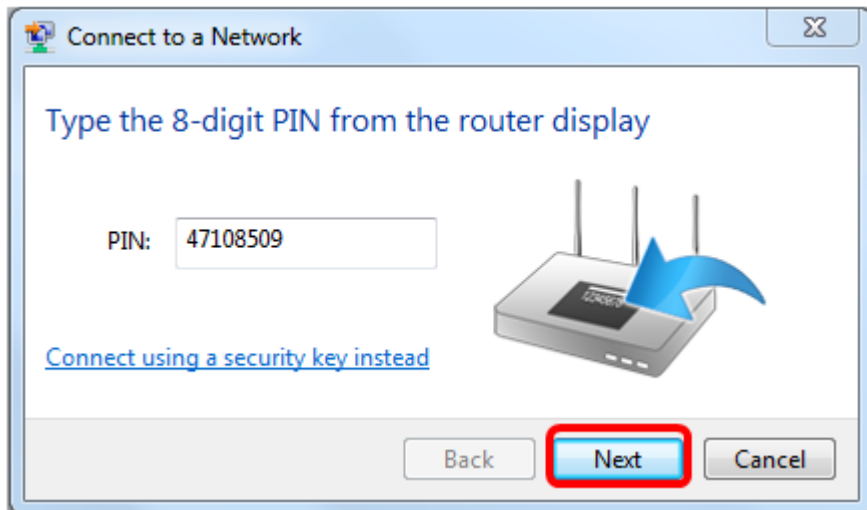 Connect to a Network
Type the 8-digit PIN from the router display
PIN: 47108509
12345678
Connect using a security key instead
Back Next Cancel